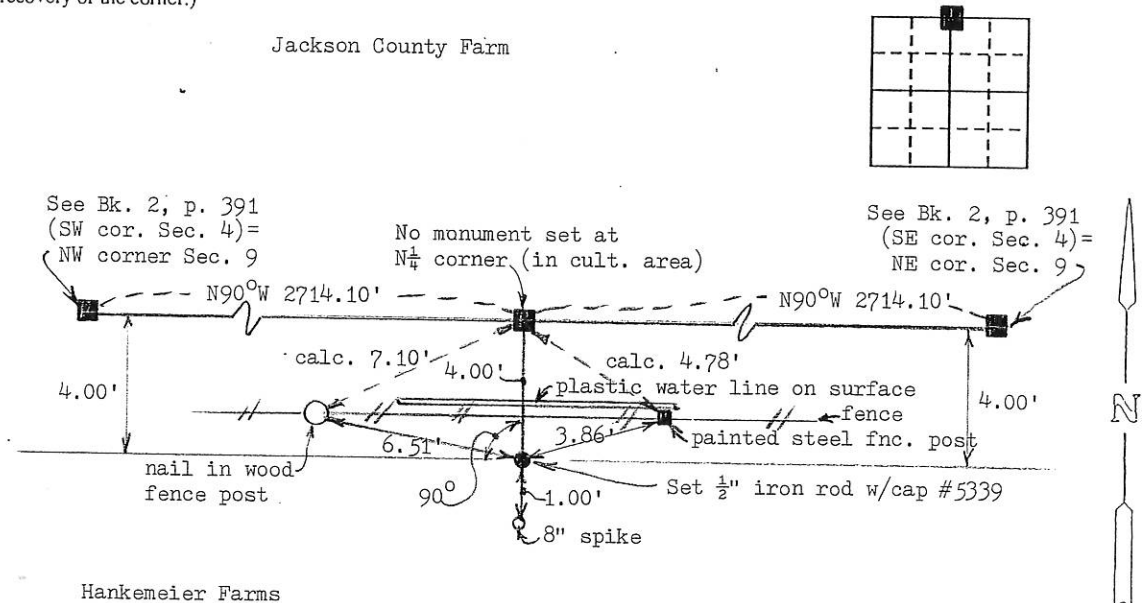 recovery of the corner.)
Jackson County Farm
See Bk. 2, p. 391
(SW cor. Sec. 4)=
NW corner Sec. 9
No monument set at
N¼ corner (in cult. area)
See Bk. 2, p. 391
(SE cor. Sec. 4)=
NE cor. Sec. 9
N90°W 2714.10'
N90°W 2714.10'
calc. 7.10'
calc. 4.78'
4.00'
4.00'
4.00'
plastic water line on surface
fence
painted steel fnc. post
6.51'
3.86'
nail in wood
fence post
90°
Set ½" iron rod w/cap #5339
1.00'
8" spike
N
Hankemeier Farms